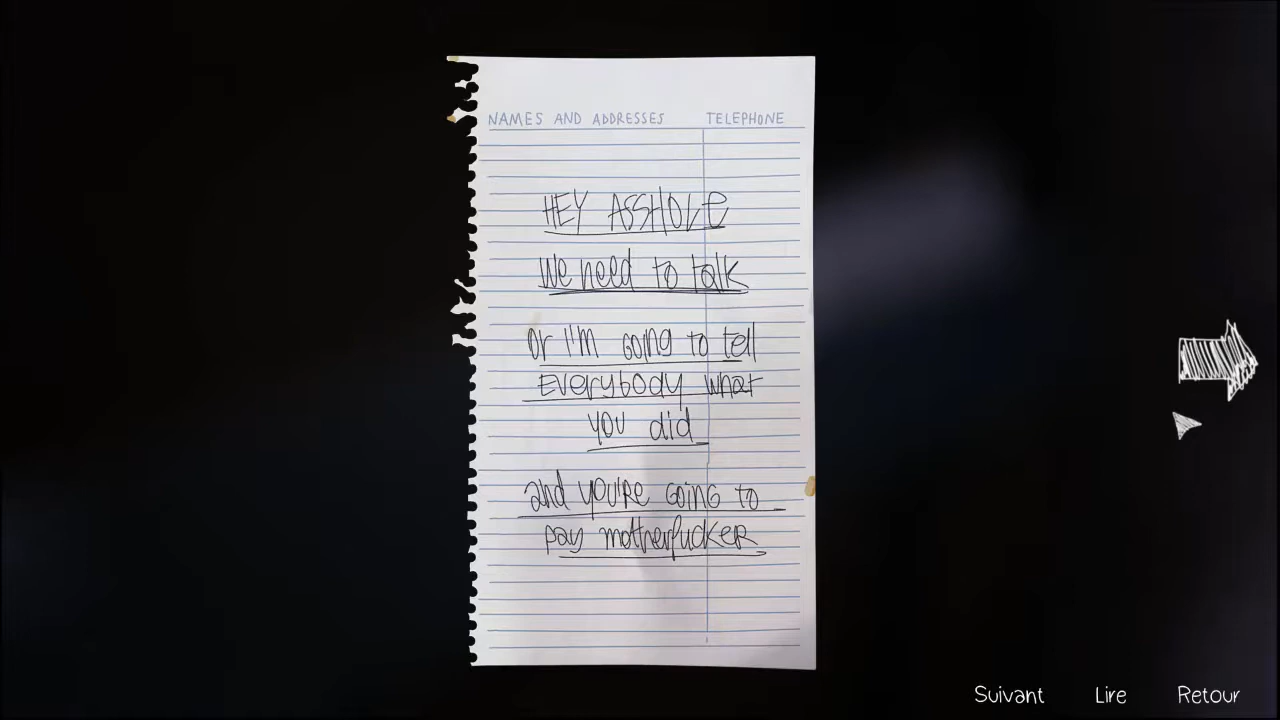 NAMES AND ADDRESSES TELEPHONE
HEY ASSHOLE
We need to talk
Or I'm going to tell
EVERYBODY what
YOU did
and YOU'RE GOING to
pay motherfucker
Suivant Lire Retour